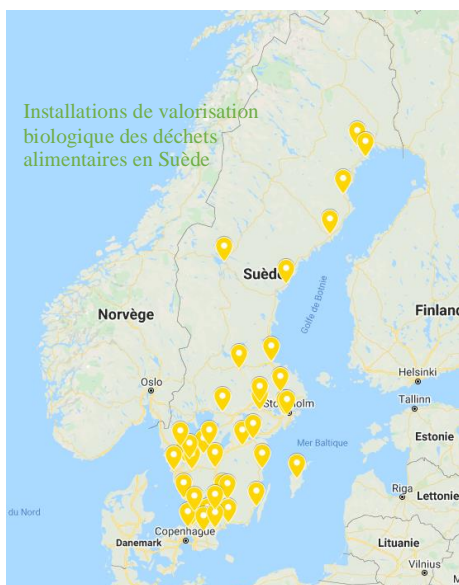 Installations de valorisation
biologique des déchets
alimentaires en Suède
Suède
Norvège
Golfe de Botnie
Finland
Oslo
Helsinki
Tallinn
Estonie
Mer Baltique
Riga
Lettonie
du Nord
Copenhague
Danemark
Lituanie
Vilnius